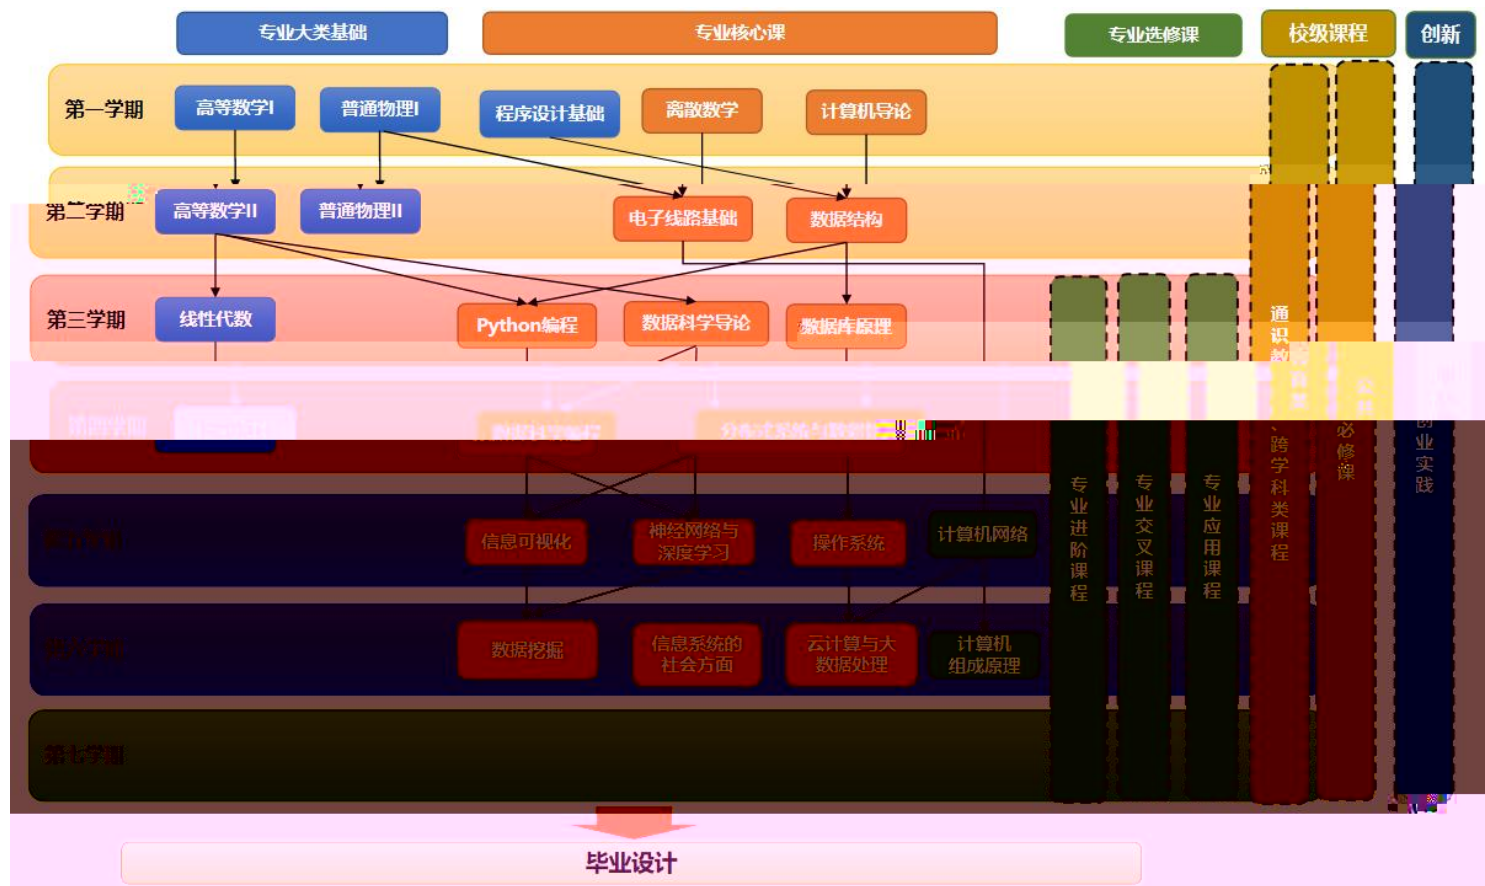 专业大类基础
专业核心课
专业选修课
校级课程
创新
第一学期
高等数学I
普通物理I
程序设计基础
离散数学
计算机导论
第二学期
高等数学II
普通物理II
电子线路基础
数据结构
第三学期
线性代数
Python编程
数据科学导论
数据库原理
信息可视化
神经网络与
深度学习
操作系统
计算机网络
数据挖掘
信息系统的
社会方面
云计算与大
数据处理
计算机
组成原理
第七学期
专业进阶课程
专业交叉课程
专业应用课程
通识
、跨学科类课程
必修课
业实践
毕业设计